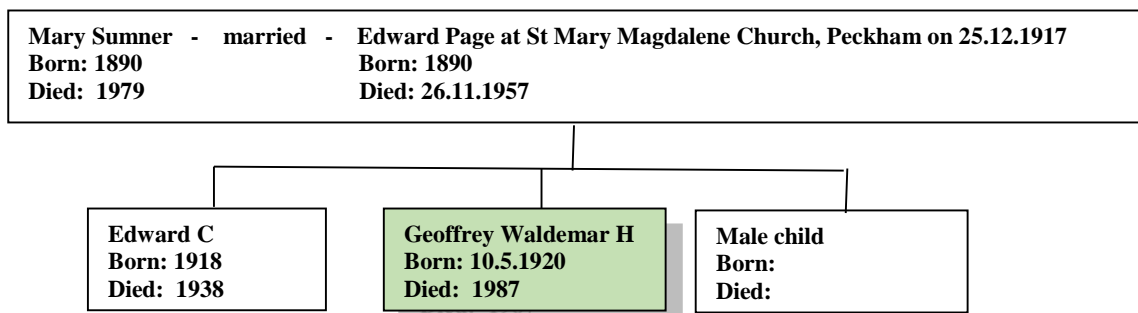 Mary Sumner - married - Edward Page at St Mary Magdalene Church, Peckham on 25.12.1917
Born: 1890 Born: 1890
Died: 1979 Died: 26.11.1957
Edward C
Born: 1918
Died: 1938
Geoffrey Waldemar H
Born: 10.5.1920
Died: 1987
Male child
Born:
Died: